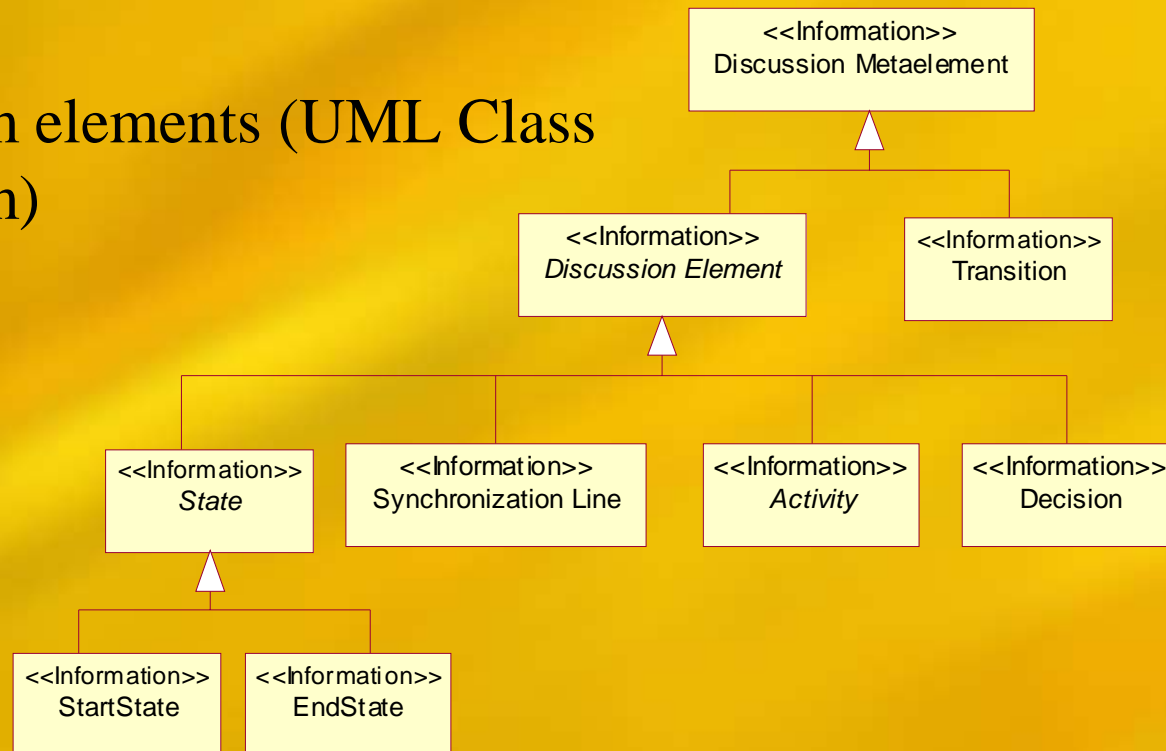 <<Information>>
Discussion Metaelement
n elements (UML Class
n)
<<Information>>
Discussion Element
<<Information>>
Transition
<<Information>>
State
<<Information>>
Synchronization Line
<<Information>>
Activity
<<Information>>
Decision
<<Information>>
StartState
<<Information>>
EndState